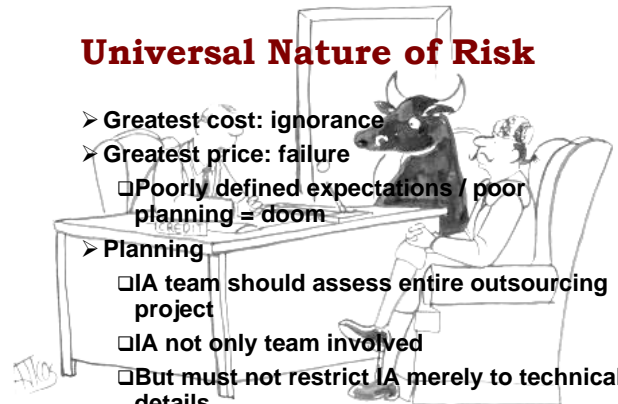 Universal Nature of Risk
➢ Greatest cost: ignorance
➢ Greatest price: failure
❑Poorly defined expectations / poor
planning = doom
CREDIT
➢ Planning
❑IA team should assess entire outsourcing
project
❑IA not only team involved
❑But must not restrict IA merely to technical
details